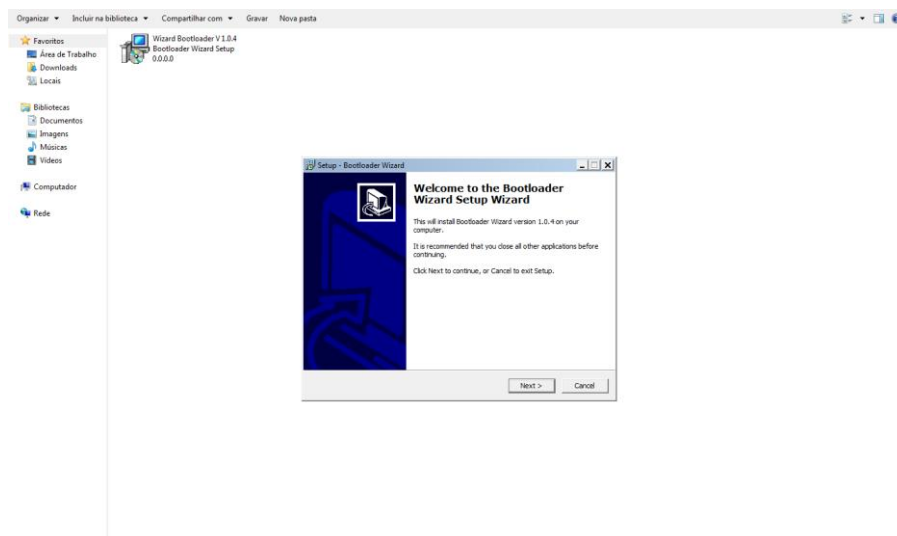 Organizar Incluir na biblioteca Compartilhar com Gravar Nova pasta
Favoritos
Área de Trabalho
Downloads
Locais
Bibliotecas
Documentos
Imagens
Músicas
Vídeos
Computador
Rede
Wizard Bootloader V 1.0.4
Bootloader Wizard Setup
0.0.0.0
Setup - Bootloader Wizard
Welcome to the Bootloader
Wizard Setup Wizard
This will install Bootloader Wizard version 1.0.4 on your
computer.
It is recommended that you close all other applications before
continuing.
Click Next to continue, or Cancel to exit Setup.
Next > Cancel